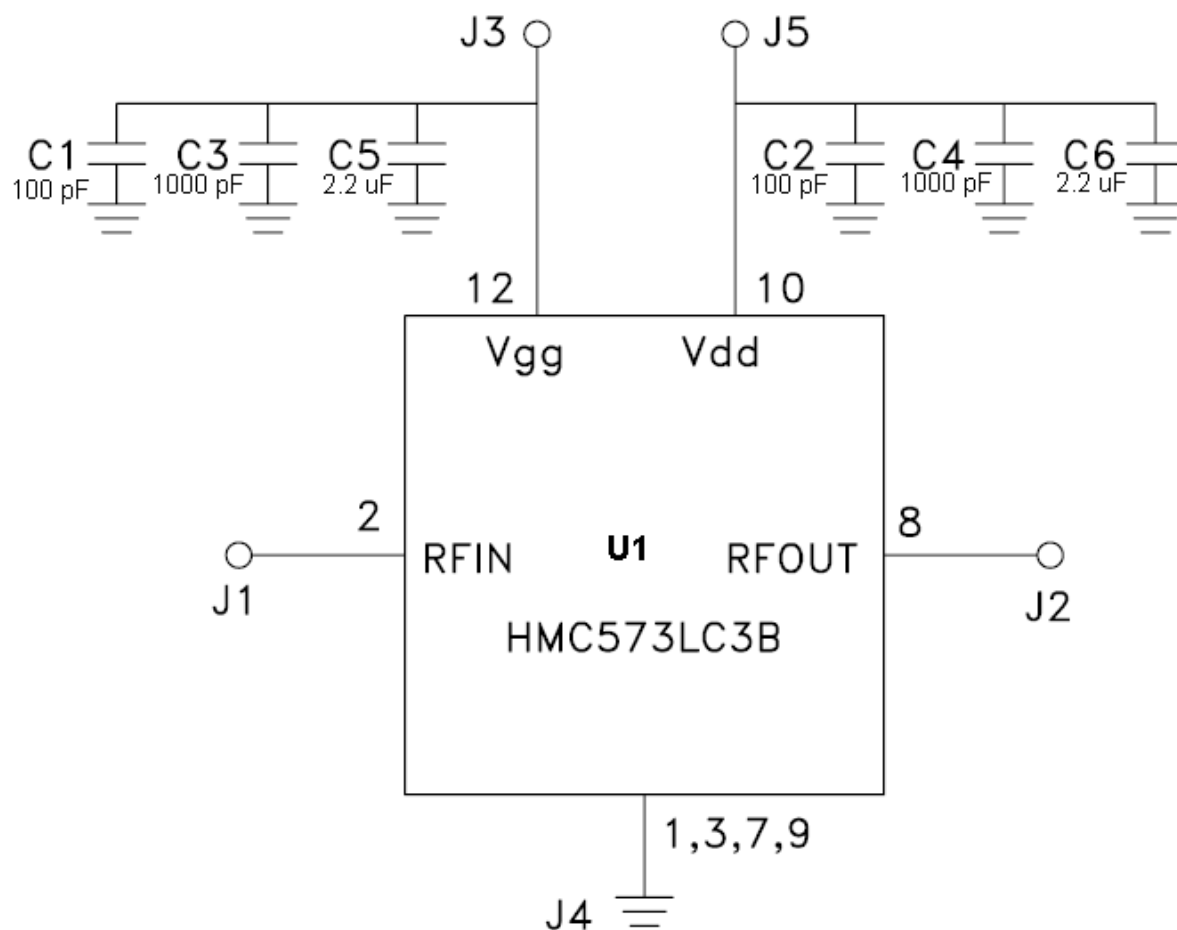 J3
J5
C1
100 pF
C3
1000 pF
C5
2.2 uF
C2
100 pF
C4
1000 pF
C6
2.2 uF
12
10
Vgg
Vdd
2
8
RFIN
U1
RFOUT
J1
J2
HMC573LC3B
1,3,7,9
J4